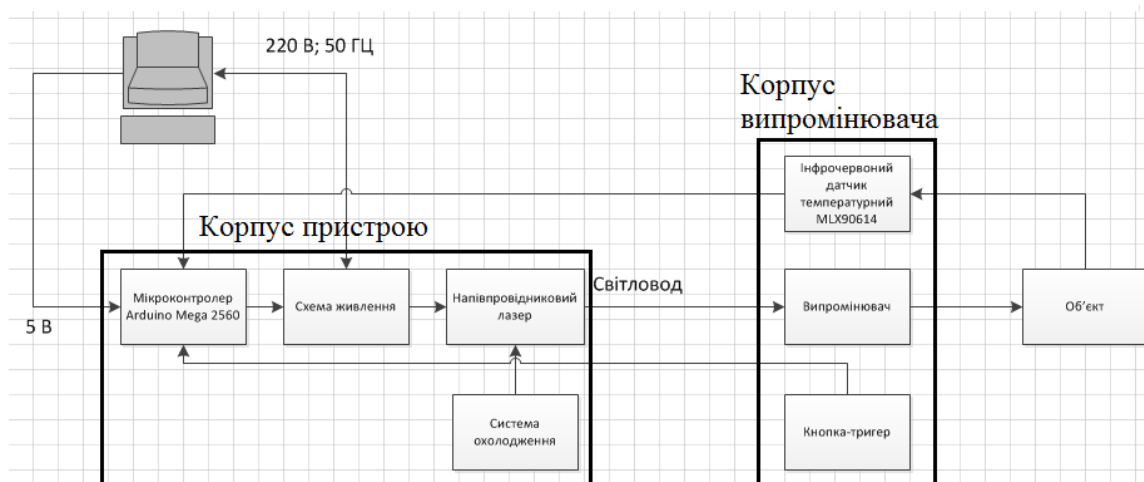 220 В; 50 ГЦ
Корпус
випромінювача
Інфрочервоний
датчик
температурний
MLX90614
Корпус пристрою
Мікроконтролер
Arduino Mega 2560
Схема живлення
Напівпровідниковий
лазер
Світловод
Випромінювач
Об'єкт
5 В
Система
охолодження
Кнопка-тригер